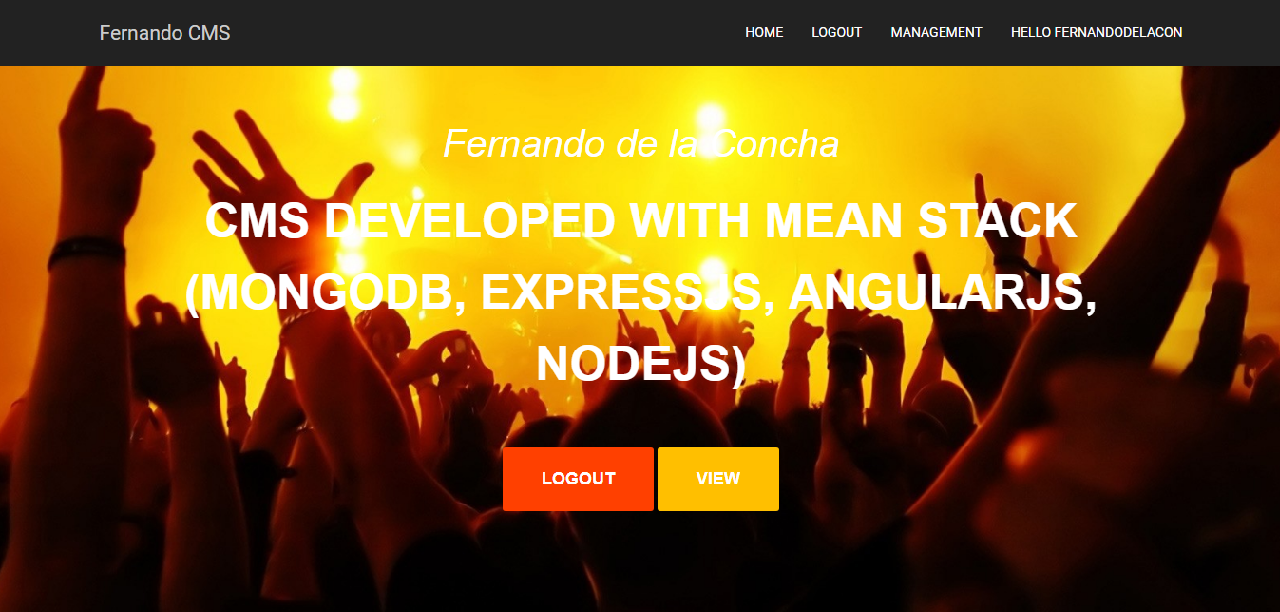 Fernando CMS
HOME LOGOUT MANAGEMENT HELLO FERNANDODELACON
Fernando de la Concha
CMS DEVELOPED WITH MEAN STACK
(MONGODB, EXPRESSJS, ANGULARJS,
NODEJS)
LOGOUT VIEW